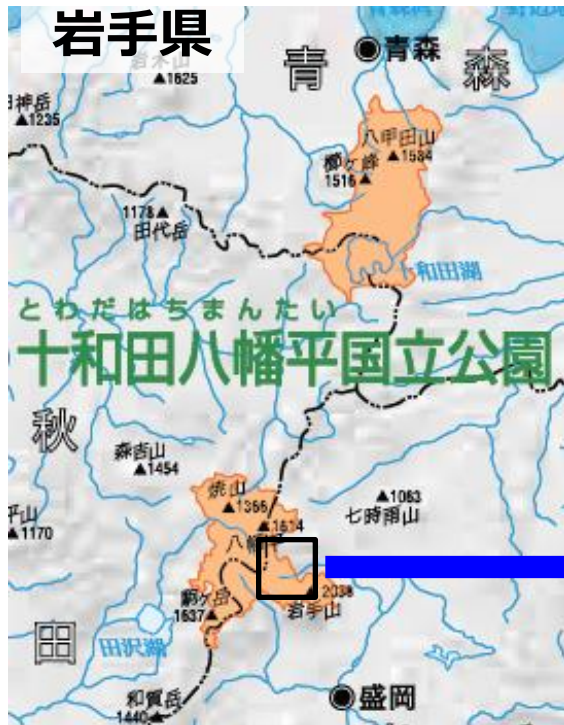 岩手県
岩木山
▲1625
青森
◉青森
▲1235
八甲田山
▲1584
櫛ヶ峰
1516▲
1178▲
田代岳
十和田湖
とわだはちまんたい
十和田八幡平国立公園
秋
森吉山
▲1454
焼山
▲1366
▲1614
八幡平
▲1063
七時雨山
▲1170
2038
岩手山
駒ヶ岳
1637▲
田
田沢湖
和賀岳
1440▲
◉盛岡